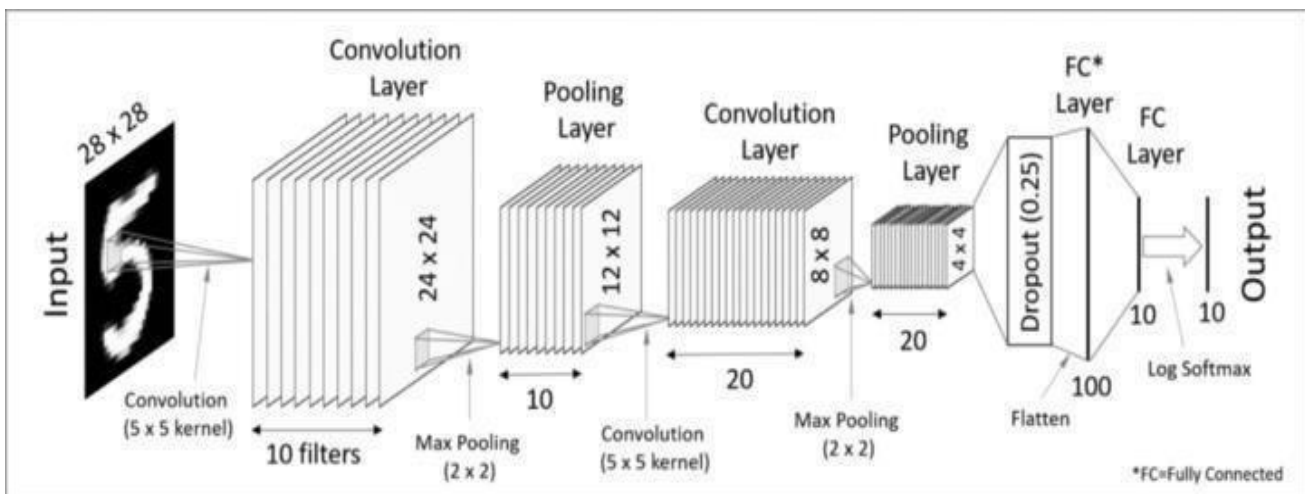 Input
28 x 28
Convolution
(5 x 5 kernel)
Convolution
Layer
24 x 24
10 filters
Max Pooling
(2 x 2)
Pooling
Layer
12 x 12
10
Convolution
(5 x 5 kernel)
Convolution
Layer
8 x 8
20
Max Pooling
(2 x 2)
Pooling
Layer
4 x 4
20
Dropout (0.25)
Flatten
FC*
Layer
100
FC
Layer
10
Log Softmax
10
Output
*FC=Fully Connected